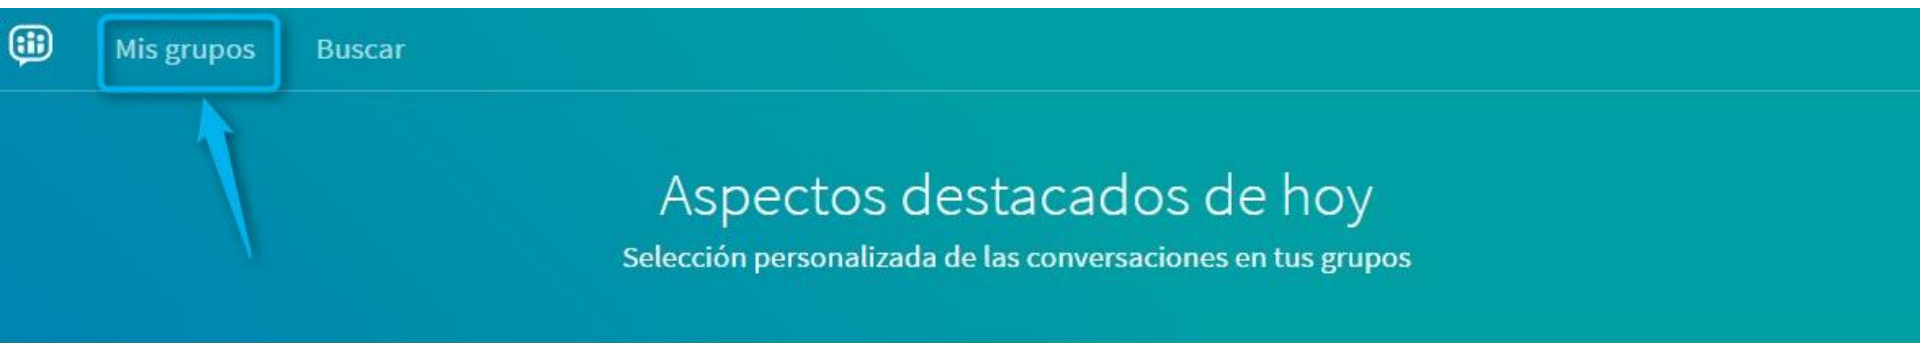 Mis grupos Buscar
Aspectos destacados de hoy
Selección personalizada de las conversaciones en tus grupos